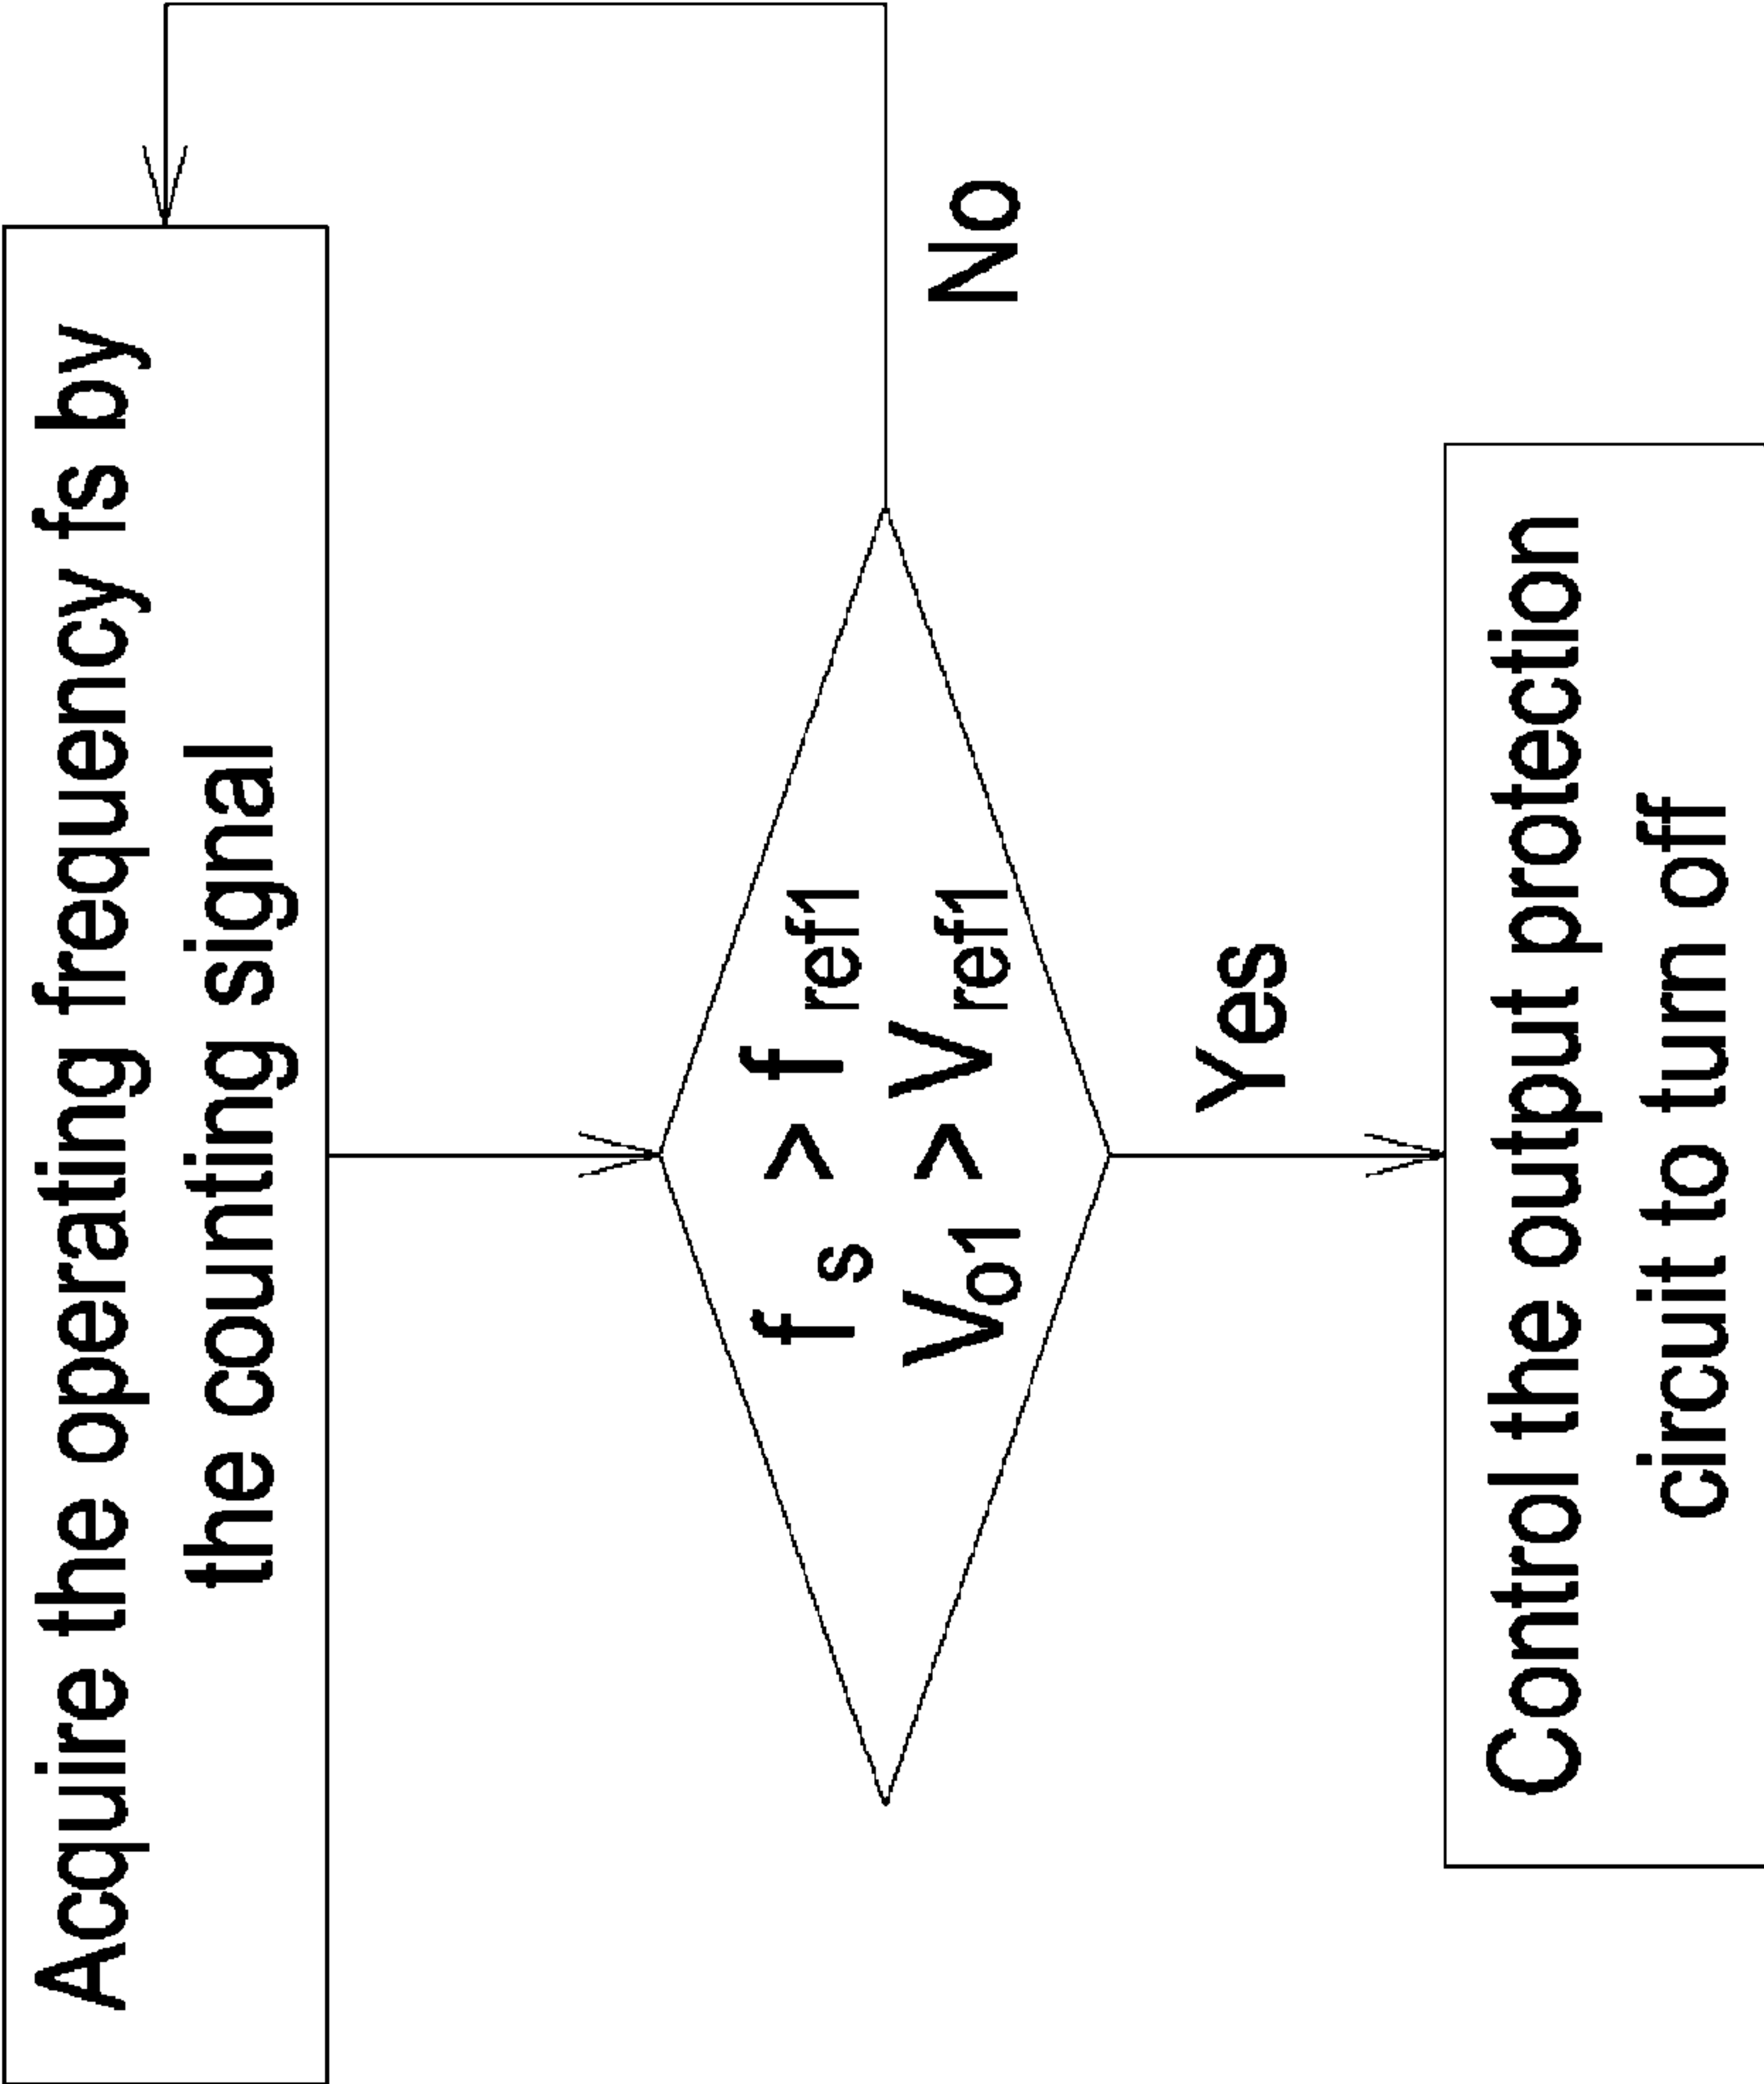 Acquire the operating frequency fs by
the counting signal
f s > f ref1
Vo1 > Vref1
No
Yes
Control the output protection
circuit to turn off